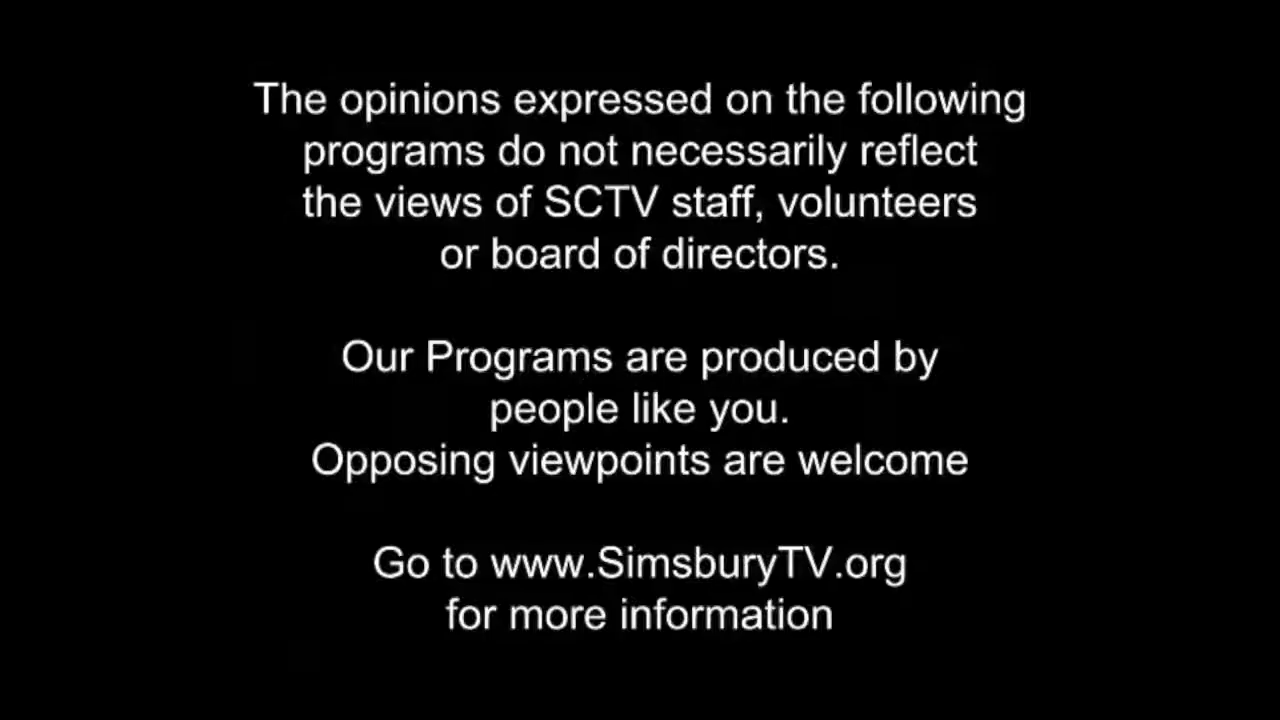 The opinions expressed on the following
programs do not necessarily reflect
the views of SCTV staff, volunteers
or board of directors.
Our Programs are produced by
people like you.
Opposing viewpoints are welcome
Go to www.SimsburyTV.org
for more information